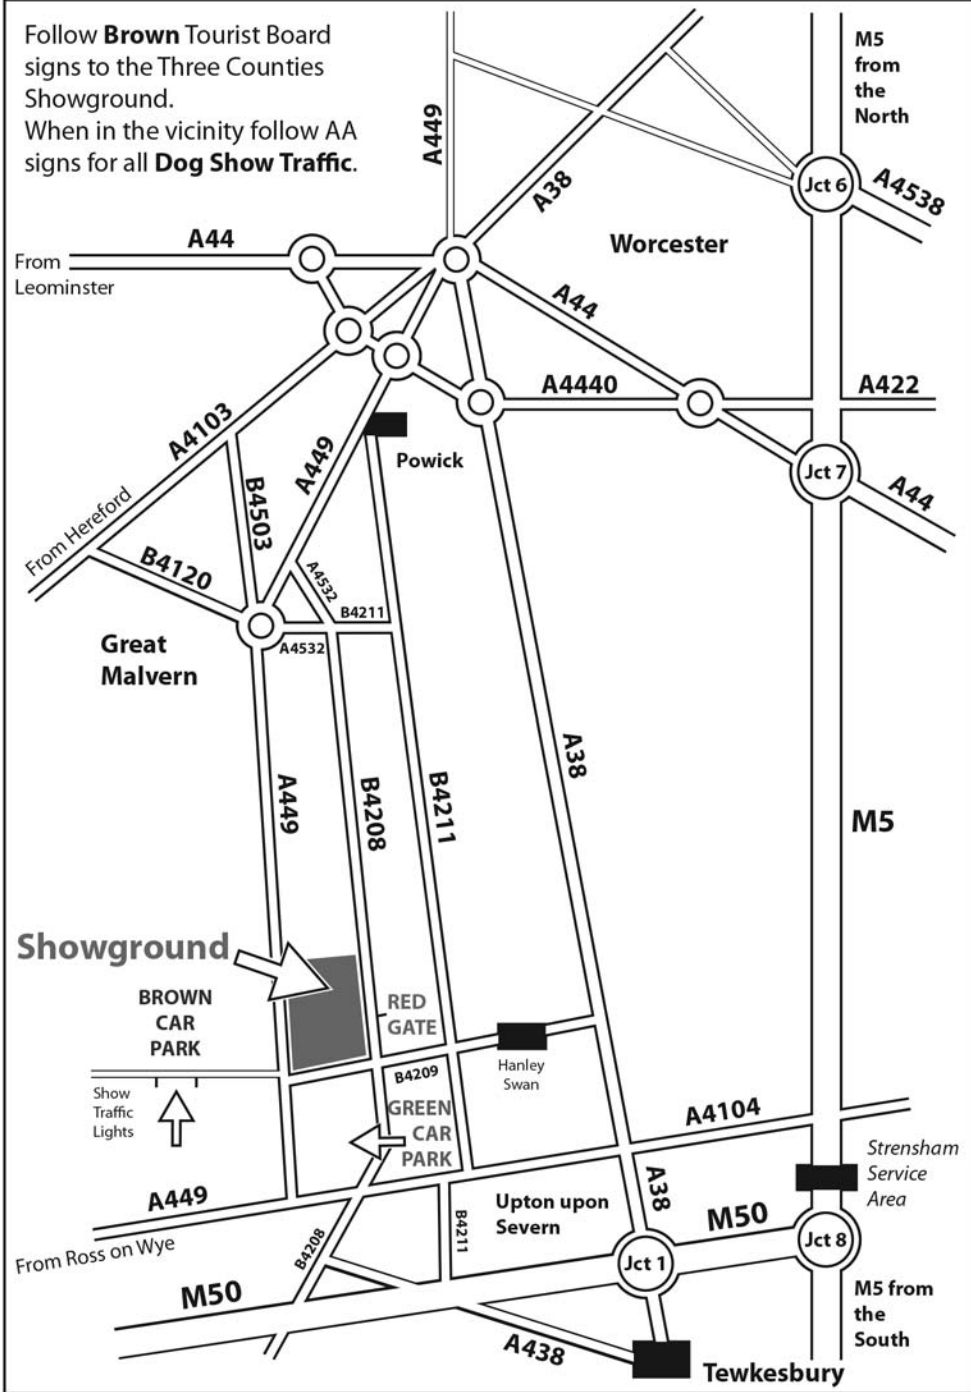 Follow Brown Tourist Board
signs to the Three Counties
Showground.
When in the vicinity follow AA
signs for all Dog Show Traffic.
M5
from
the
North
A449
A38
Jct 6
A4538
A44
Worcester
From
Leominster
A44
A4440
A422
A4103
A449
Powick
Jct 7
A44
From Hereford
B4503
B4120
A4532
B4211
Great
Malvern
A4532
A38
A449
B4208
B4211
M5
Showground
BROWN
CAR
PARK
RED
GATE
Hanley
Swan
B4209
Show
Traffic
Lights
GREEN
CAR
PARK
A4104
Strensham
Service
Area
A449
Upton upon
Severn
A38
M50
From Ross on Wye
B4208
B4211
Jct 1
Jct 8
M50
M5 from
the
South
A438
Tewkesbury